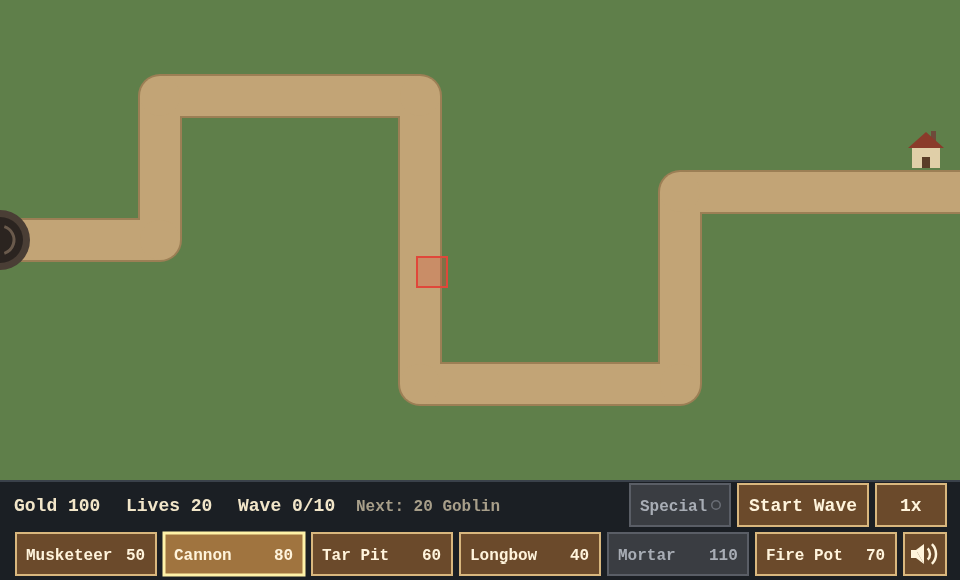 Gold 100 Lives 20 Wave 0/10 Next: 20 Goblin Special Start Wave 1x
Musketeer 50 Cannon 80 Tar Pit 60 Longbow 40 Mortar 110 Fire Pot 70